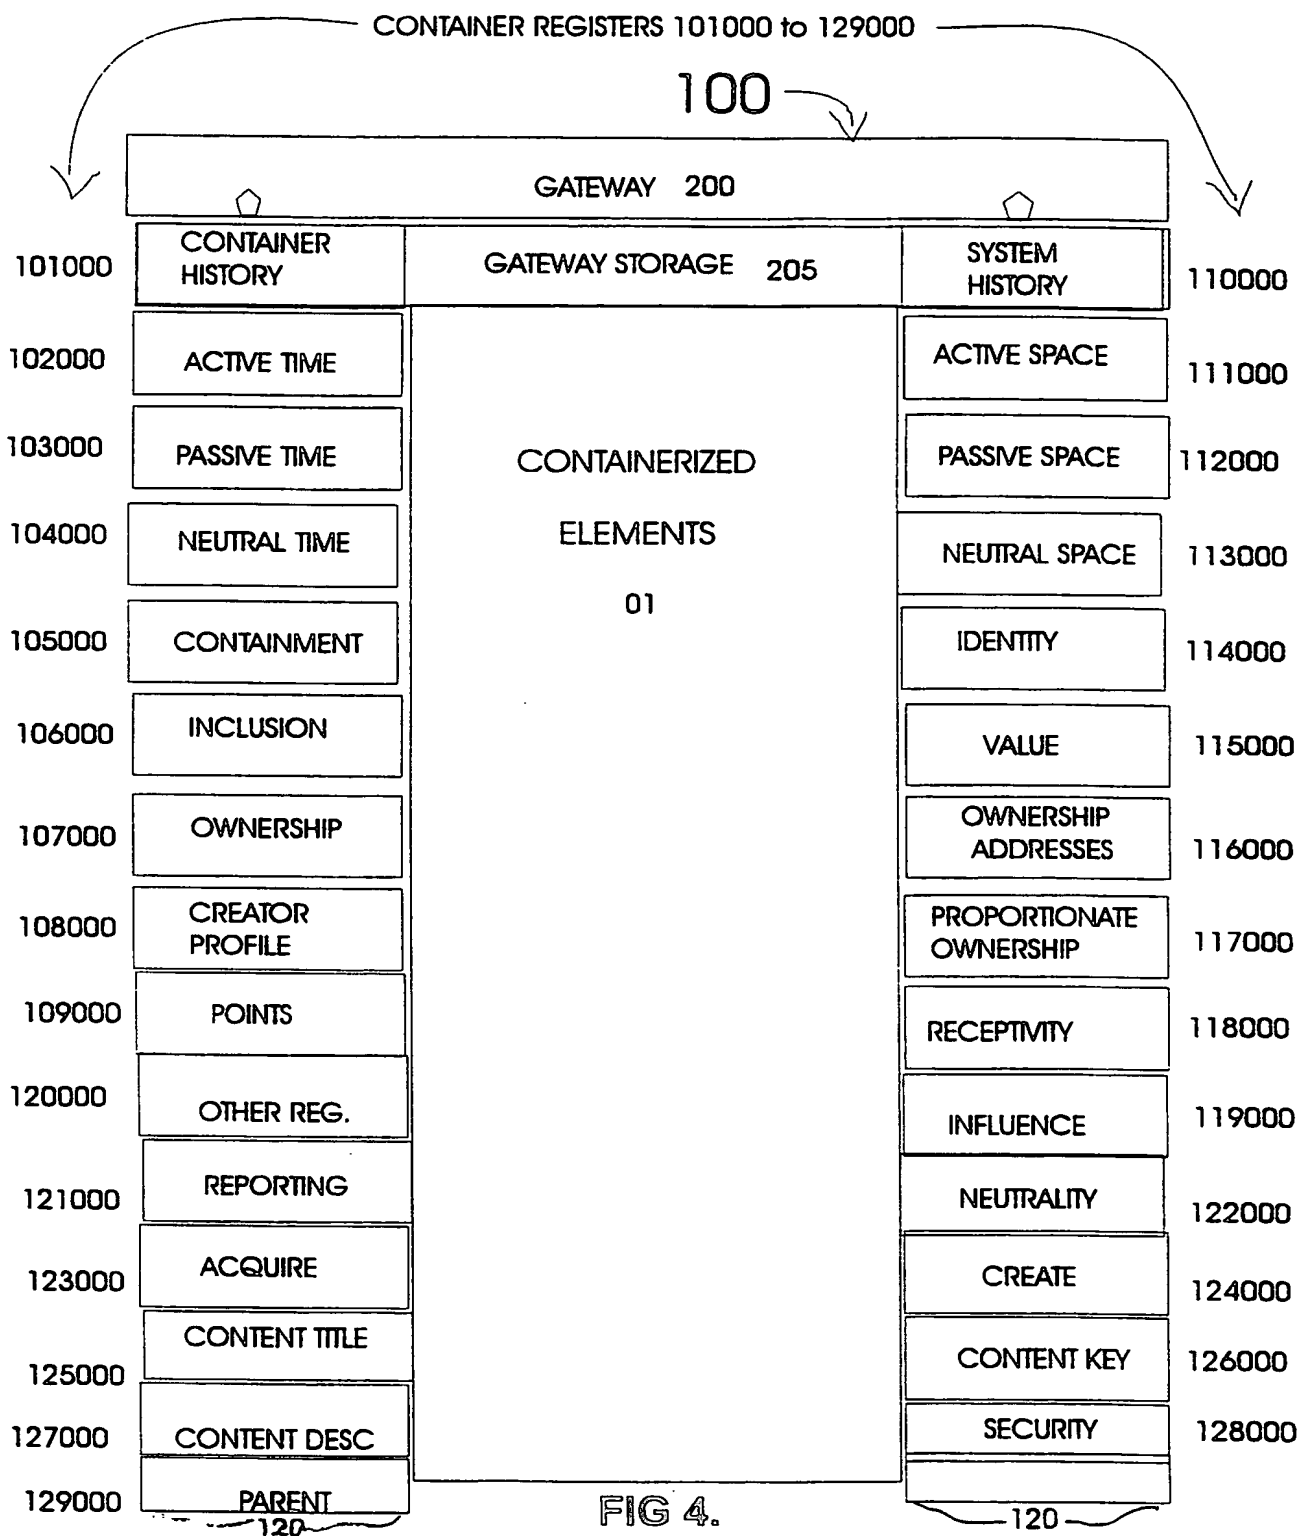 CONTAINER REGISTERS 101000 to 129000
100
GATEWAY 200
101000
CONTAINER
HISTORY
GATEWAY STORAGE 205
SYSTEM
HISTORY
110000
102000
ACTIVE TIME
ACTIVE SPACE
111000
103000
PASSIVE TIME
CONTAINERIZED
PASSIVE SPACE
112000
104000
NEUTRAL TIME
ELEMENTS
NEUTRAL SPACE
113000
01
105000
CONTAINMENT
IDENTITY
114000
106000
INCLUSION
VALUE
115000
107000
OWNERSHIP
OWNERSHIP
ADDRESSES
116000
108000
CREATOR
PROFILE
PROPORTIONATE
OWNERSHIP
117000
109000
POINTS
RECEPTIVITY
118000
120000
OTHER REG.
INFLUENCE
119000
121000
REPORTING
NEUTRALITY
122000
123000
ACQUIRE
CREATE
124000
125000
CONTENT TITLE
CONTENT KEY
126000
127000
CONTENT DESC
SECURITY
128000
129000
PARENT
120
FIG 4.
120